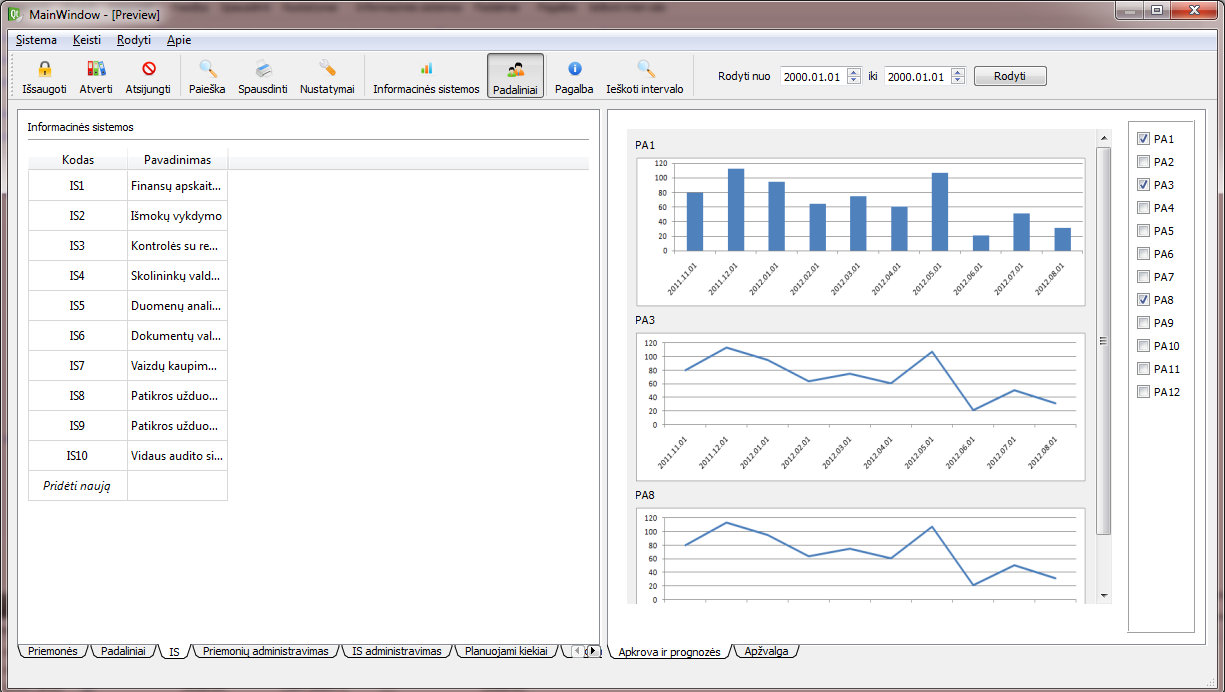 MainWindow - [Preview]
Sistema Keisti Rodyti Apie
Išsaugoti Atverti Atsijungti Paieška Spausdinti Nustatymai Informacinės sistemos Padaliniai Pagalba Ieškoti intervalo Rodyti nuo 2000.01.01 iki 2000.01.01 Rodyti
Informacinės sistemos
Kodas Pavadinimas
IS1 Finansų apskait...
IS2 Išmokų vykdymo
IS3 Kontrolės su re...
IS4 Skolininkų vald...
IS5 Duomenų anali...
IS6 Dokumentų val...
IS7 Vaizdų kaupim...
IS8 Patikros užduo...
IS9 Patikros užduo...
IS10 Vidaus audito si...
Pridėti naują
PA1
120
100
80
60
40
20
0
2011.11.01 2011.12.01 2012.01.01 2012.02.01 2012.03.01 2012.04.01 2012.05.01 2012.06.01 2012.07.01 2012.08.01
PA3
120
100
80
60
40
20
0
2011.11.01 2011.12.01 2012.01.01 2012.02.01 2012.03.01 2012.04.01 2012.05.01 2012.06.01 2012.07.01 2012.08.01
PA8
120
100
80
60
40
20
0
PA1
PA2
PA3
PA4
PA5
PA6
PA7
PA8
PA9
PA10
PA11
PA12
Priemonės Padaliniai IS Priemonių administravimas IS administravimas Planuojami kiekiai
Apkrova ir prognozės Apžvalga